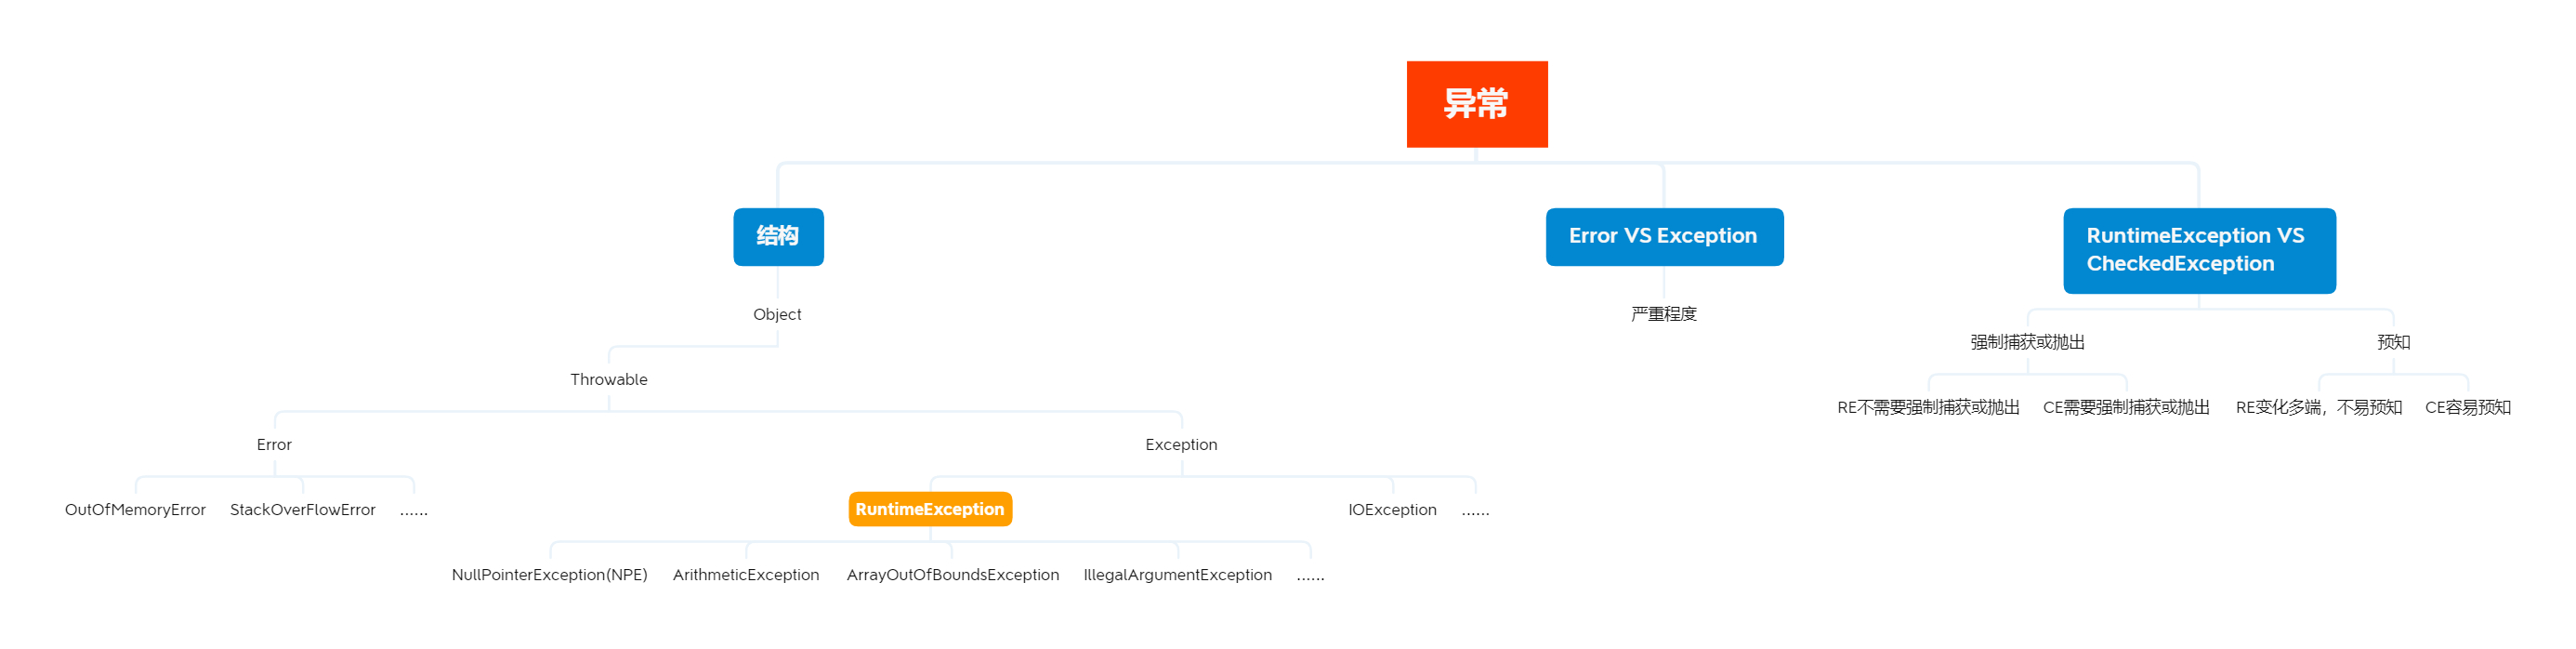 异常
结构
Error VS Exception
RuntimeException VS
CheckedException
Object
严重程度
强制捕获或抛出
预知
Throwable
RE不需要强制捕获或抛出
CE需要强制捕获或抛出
RE变化多端，不易预知
CE容易预知
Error
Exception
OutOfMemoryError
StackOverFlowError
......
RuntimeException
IOException
......
NullPointerException(NPE)
ArithmeticException
ArrayOutOfBoundsException
IllegalArgumentException
......